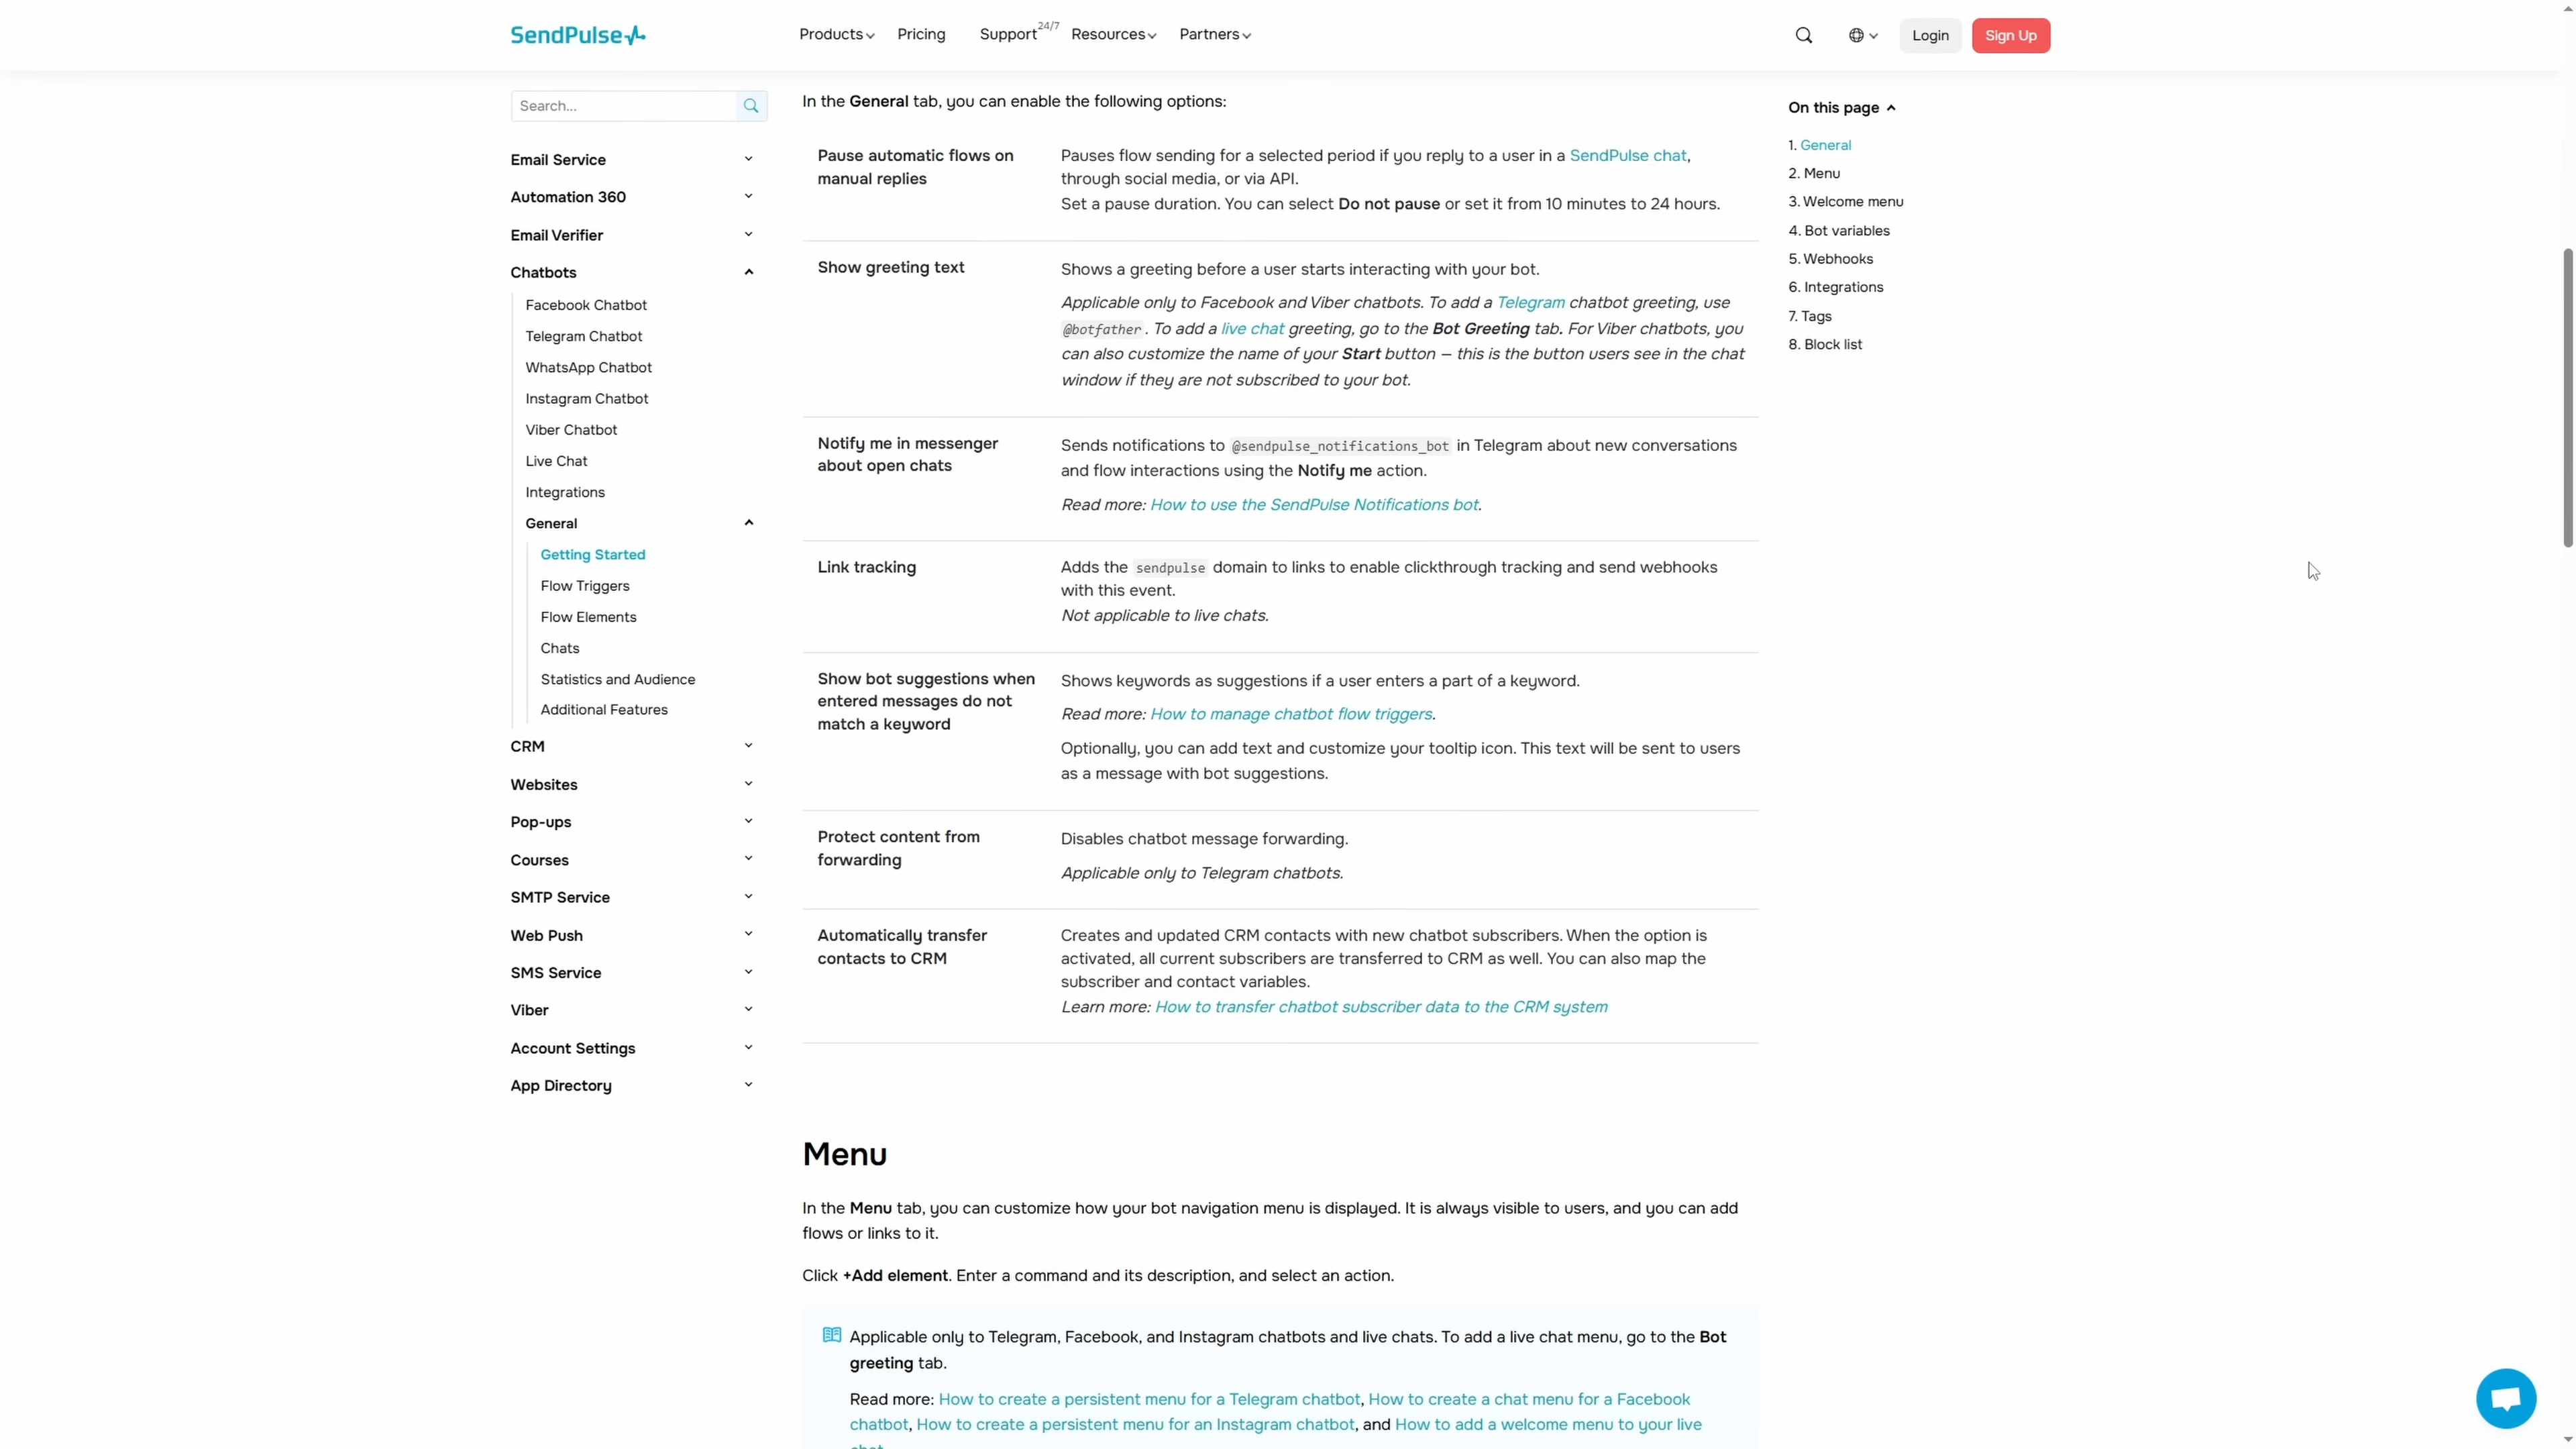 SendPulse
Products
Pricing
Support 24/7
Resources
Partners
Login
Sign Up
Search...
Email Service
Automation 360
Email Verifier
Chatbots
Facebook Chatbot
Telegram Chatbot
WhatsApp Chatbot
Instagram Chatbot
Viber Chatbot
Live Chat
Integrations
General
Getting Started
Flow Triggers
Flow Elements
Chats
Statistics and Audience
Additional Features
CRM
Websites
Pop-ups
Courses
SMTP Service
Web Push
SMS Service
Viber
Account Settings
App Directory
In the General tab, you can enable the following options:
Pause automatic flows on
manual replies
Pauses flow sending for a selected period if you reply to a user in a SendPulse chat,
through social media, or via API.
Set a pause duration. You can select Do not pause or set it from 10 minutes to 24 hours.
Show greeting text
Shows a greeting before a user starts interacting with your bot.
Applicable only to Facebook and Viber chatbots. To add a Telegram chatbot greeting, use
@botfather . To add a live chat greeting, go to the Bot Greeting tab. For Viber chatbots, you
can also customize the name of your Start button — this is the button users see in the chat
window if they are not subscribed to your bot.
Notify me in messenger
about open chats
Sends notifications to @sendpulse_notifications_bot in Telegram about new conversations
and flow interactions using the Notify me action.
Read more: How to use the SendPulse Notifications bot.
Link tracking
Adds the sendpulse domain to links to enable clickthrough tracking and send webhooks
with this event.
Not applicable to live chats.
Show bot suggestions when
entered messages do not
match a keyword
Shows keywords as suggestions if a user enters a part of a keyword.
Read more: How to manage chatbot flow triggers.
Optionally, you can add text and customize your tooltip icon. This text will be sent to users
as a message with bot suggestions.
Protect content from
forwarding
Disables chatbot message forwarding.
Applicable only to Telegram chatbots.
Automatically transfer
contacts to CRM
Creates and updated CRM contacts with new chatbot subscribers. When the option is
activated, all current subscribers are transferred to CRM as well. You can also map the
subscriber and contact variables.
Learn more: How to transfer chatbot subscriber data to the CRM system
Menu
In the Menu tab, you can customize how your bot navigation menu is displayed. It is always visible to users, and you can add
flows or links to it.
Click +Add element. Enter a command and its description, and select an action.
Applicable only to Telegram, Facebook, and Instagram chatbots and live chats. To add a live chat menu, go to the Bot
greeting tab.
Read more: How to create a persistent menu for a Telegram chatbot, How to create a chat menu for a Facebook
chatbot, How to create a persistent menu for an Instagram chatbot, and How to add a welcome menu to your live
On this page
1. General
2. Menu
3. Welcome menu
4. Bot variables
5. Webhooks
6. Integrations
7. Tags
8. Block list